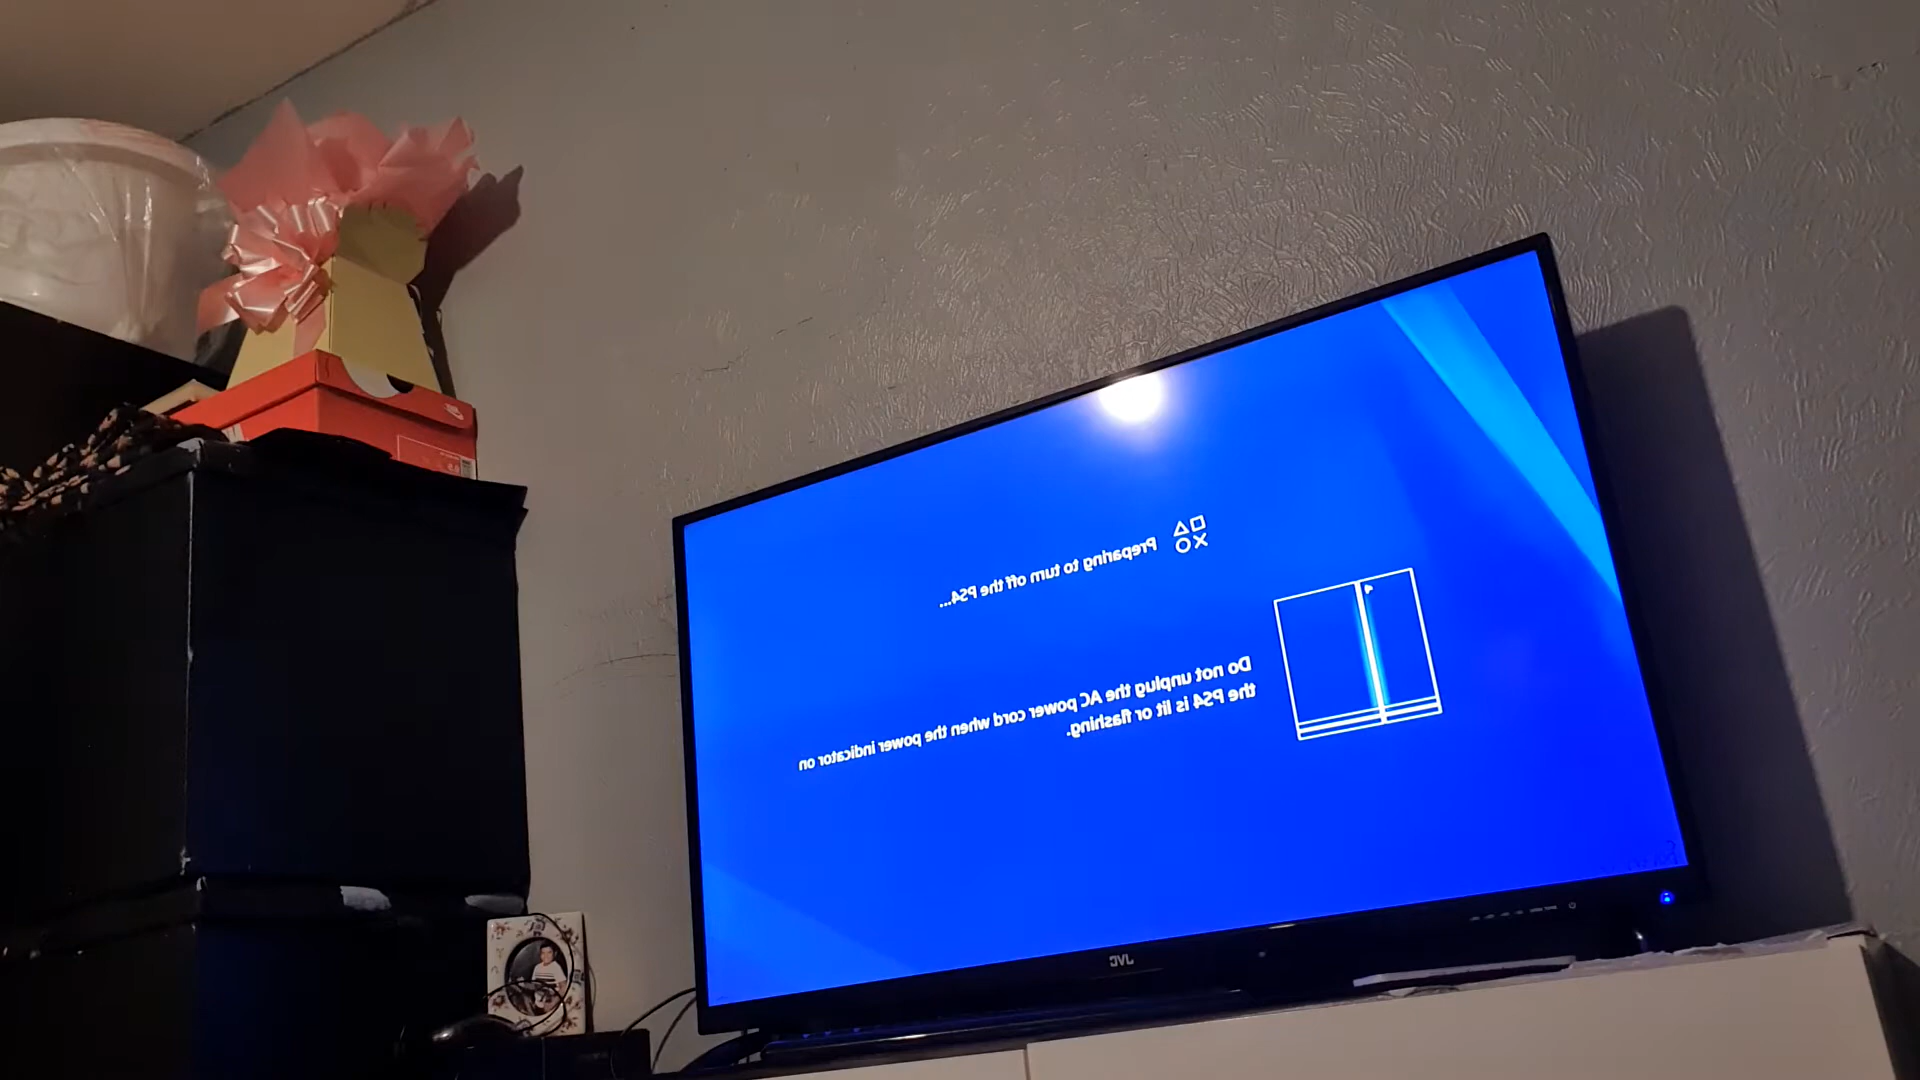 Preparing to turn off the PS4...
Do not unplug the AC power cord when the power indicator on
the PS4 is lit or flashing.
JVC